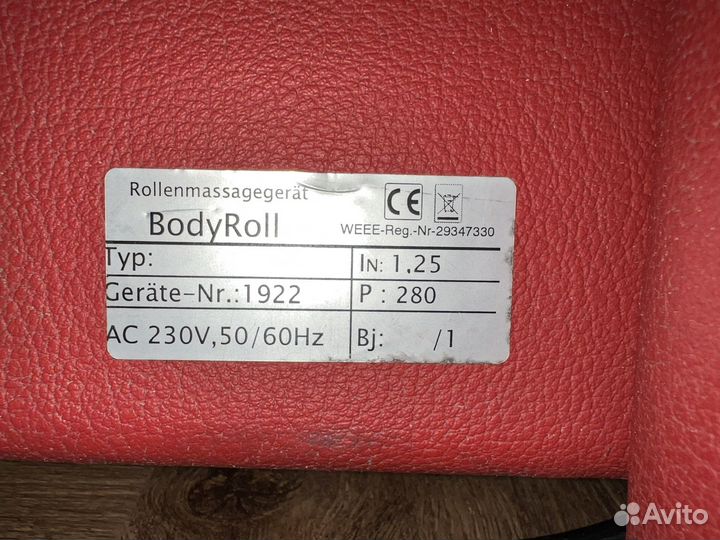 Rollenmassagegerät
BodyRoll
CE
WEEE-Reg.-Nr-29347330
Typ:
IN: 1,25
Geräte-Nr.:1922
P : 280
AC 230V,50/60Hz
Bj: /1
Avito